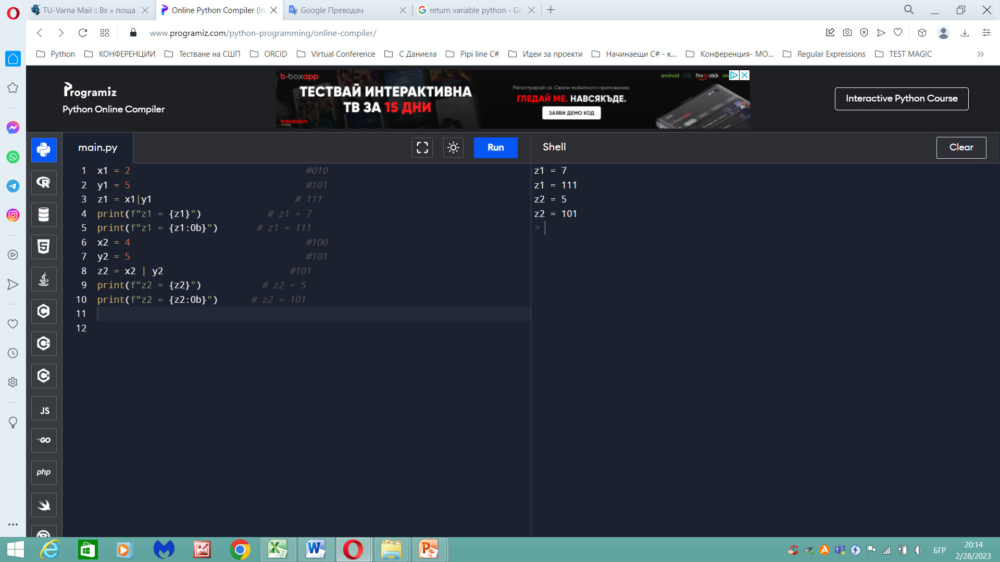 TU-Varna Mail :: Вх » поща
Online Python Compiler (In
Google Преводач
return variable python - Go
www.programiz.com/python-programming/online-compiler/
Python
КОНФЕРЕНЦИИ
Тестване на СШП
ORCID
Virtual Conference
С Даниела
Pipi line C#
Идеи за проекти
Начинаещи C# - к...
Конференция- МО...
Regular Expressions
TEST MAGIC
Programiz
Python Online Compiler
b-boxapp
ТЕСТВАЙ ИНТЕРАКТИВНА
ТВ ЗА 15 ДНИ
bulsatcom
android iOS firetvstick an
Регистрирай се. Свали мобилното приложение.
ГЛЕДАЙ МЕ. НАВСЯКЪДЕ.
ЗАЯВИ ДЕМО КОД
Interactive Python Course
main.py
Run
Shell
Clear
1 x1 = 2 #010
2 y1 = 5 #101
3 z1 = x1|y1 # 111
4 print(f"z1 = {z1}") # z1 = 7
5 print(f"z1 = {z1:0b}") # z1 = 111
6 x2 = 4 #100
7 y2 = 5 #101
8 z2 = x2 | y2 #101
9 print(f"z2 = {z2}") # z2 = 5
10 print(f"z2 = {z2:0b}") # z2 = 101
11
12
z1 = 7
z1 = 111
z2 = 5
z2 = 101
>
JS
GO
php
БГР
20:14
2/28/2023